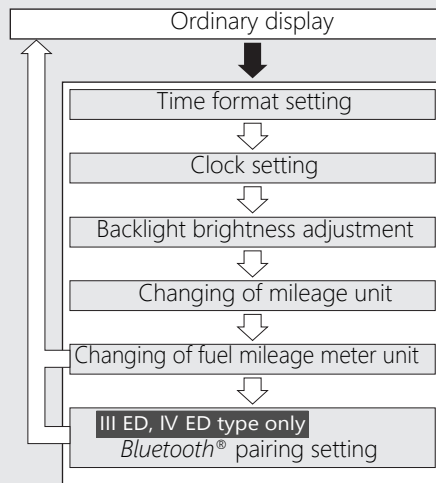 Ordinary display
Time format setting
Clock setting
Backlight brightness adjustment
Changing of mileage unit
Changing of fuel mileage meter unit
III ED, IV ED type only
Bluetooth® pairing setting